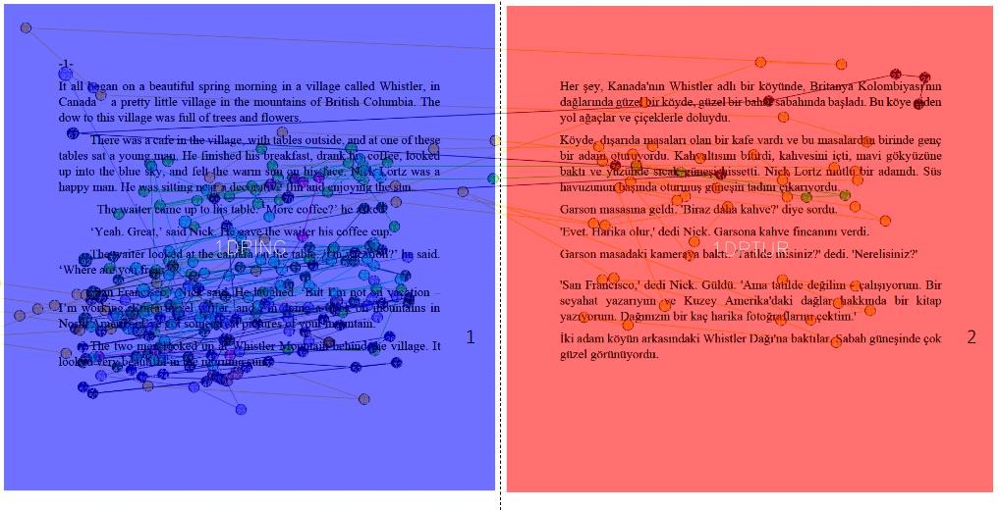 -1-
It all began on a beautiful spring morning in a village called Whistler, in
Canada – a pretty little village in the mountains of British Columbia. The
dow to this village was full of trees and flowers.
There was a cafe in the village, with tables outside, and at one of these
tables sat a young man. He finished his breakfast, drank his coffee, looked
up into the blue sky, and felt the warm sun on his face. Nick Lortz was a
happy man. He was sitting near a decorative and enjoying the sun.
The waiter came up to his table. 'More coffee?' he asked.
'Yeah. Great,' said Nick. He gave the waiter his coffee cup.
The waiter looked at the camera on the table. 'On vacation?' he said.
'Where are you from?'
'San Francisco,' Nick said. He laughed. 'But I'm not on vacation –
I'm working. I'm a travel writer, and I'm doing a book on mountains in
North America. I've got some great pictures of your mountain.'
The two men looked up at Whistler Mountain behind the village. It
looked very beautiful in the morning sun.
1DRING
1
Her şey, Kanada'nın Whistler adlı bir köyünde, Britanya Kolombiyası'nın
dağlarında güzel bir köyde, güzel bir bahar sabahında başladı. Bu köye giden
yol ağaçlar ve çiçeklerle doluydu.
Köyde, dışarıda masaları olan bir kafe vardı ve bu masalardan birinde genç
bir adam oturuyordu. Kahvaltısını bitirdi, kahvesini içti, mavi gökyüzüne
baktı ve yüzünde sıcak güneşi hissetti. Nick Lortz mutlu bir adamdı. Süs
havuzunun başında oturmuş güneşin tadını çıkarıyordu.
Garson masasına geldi. 'Biraz daha kahve?' diye sordu.
'Evet. Harika olur,' dedi Nick. Garsona kahve fincanını verdi.
Garson masadaki kameraya baktı. 'Tatilde misiniz?' dedi. 'Nerelisiniz?'
'San Francisco,' dedi Nick. Güldü. 'Ama tatilde değilim – çalışıyorum. Bir
seyahat yazarıyım ve Kuzey Amerika'daki dağlar hakkında bir kitap
yazıyorum. Dağınızın bir kaç harika fotoğraflarını çektim.'
İki adam köyün arkasındaki Whistler Dağı'na baktılar. Sabah güneşinde çok
güzel görünüyordu.
1DRTUR
2